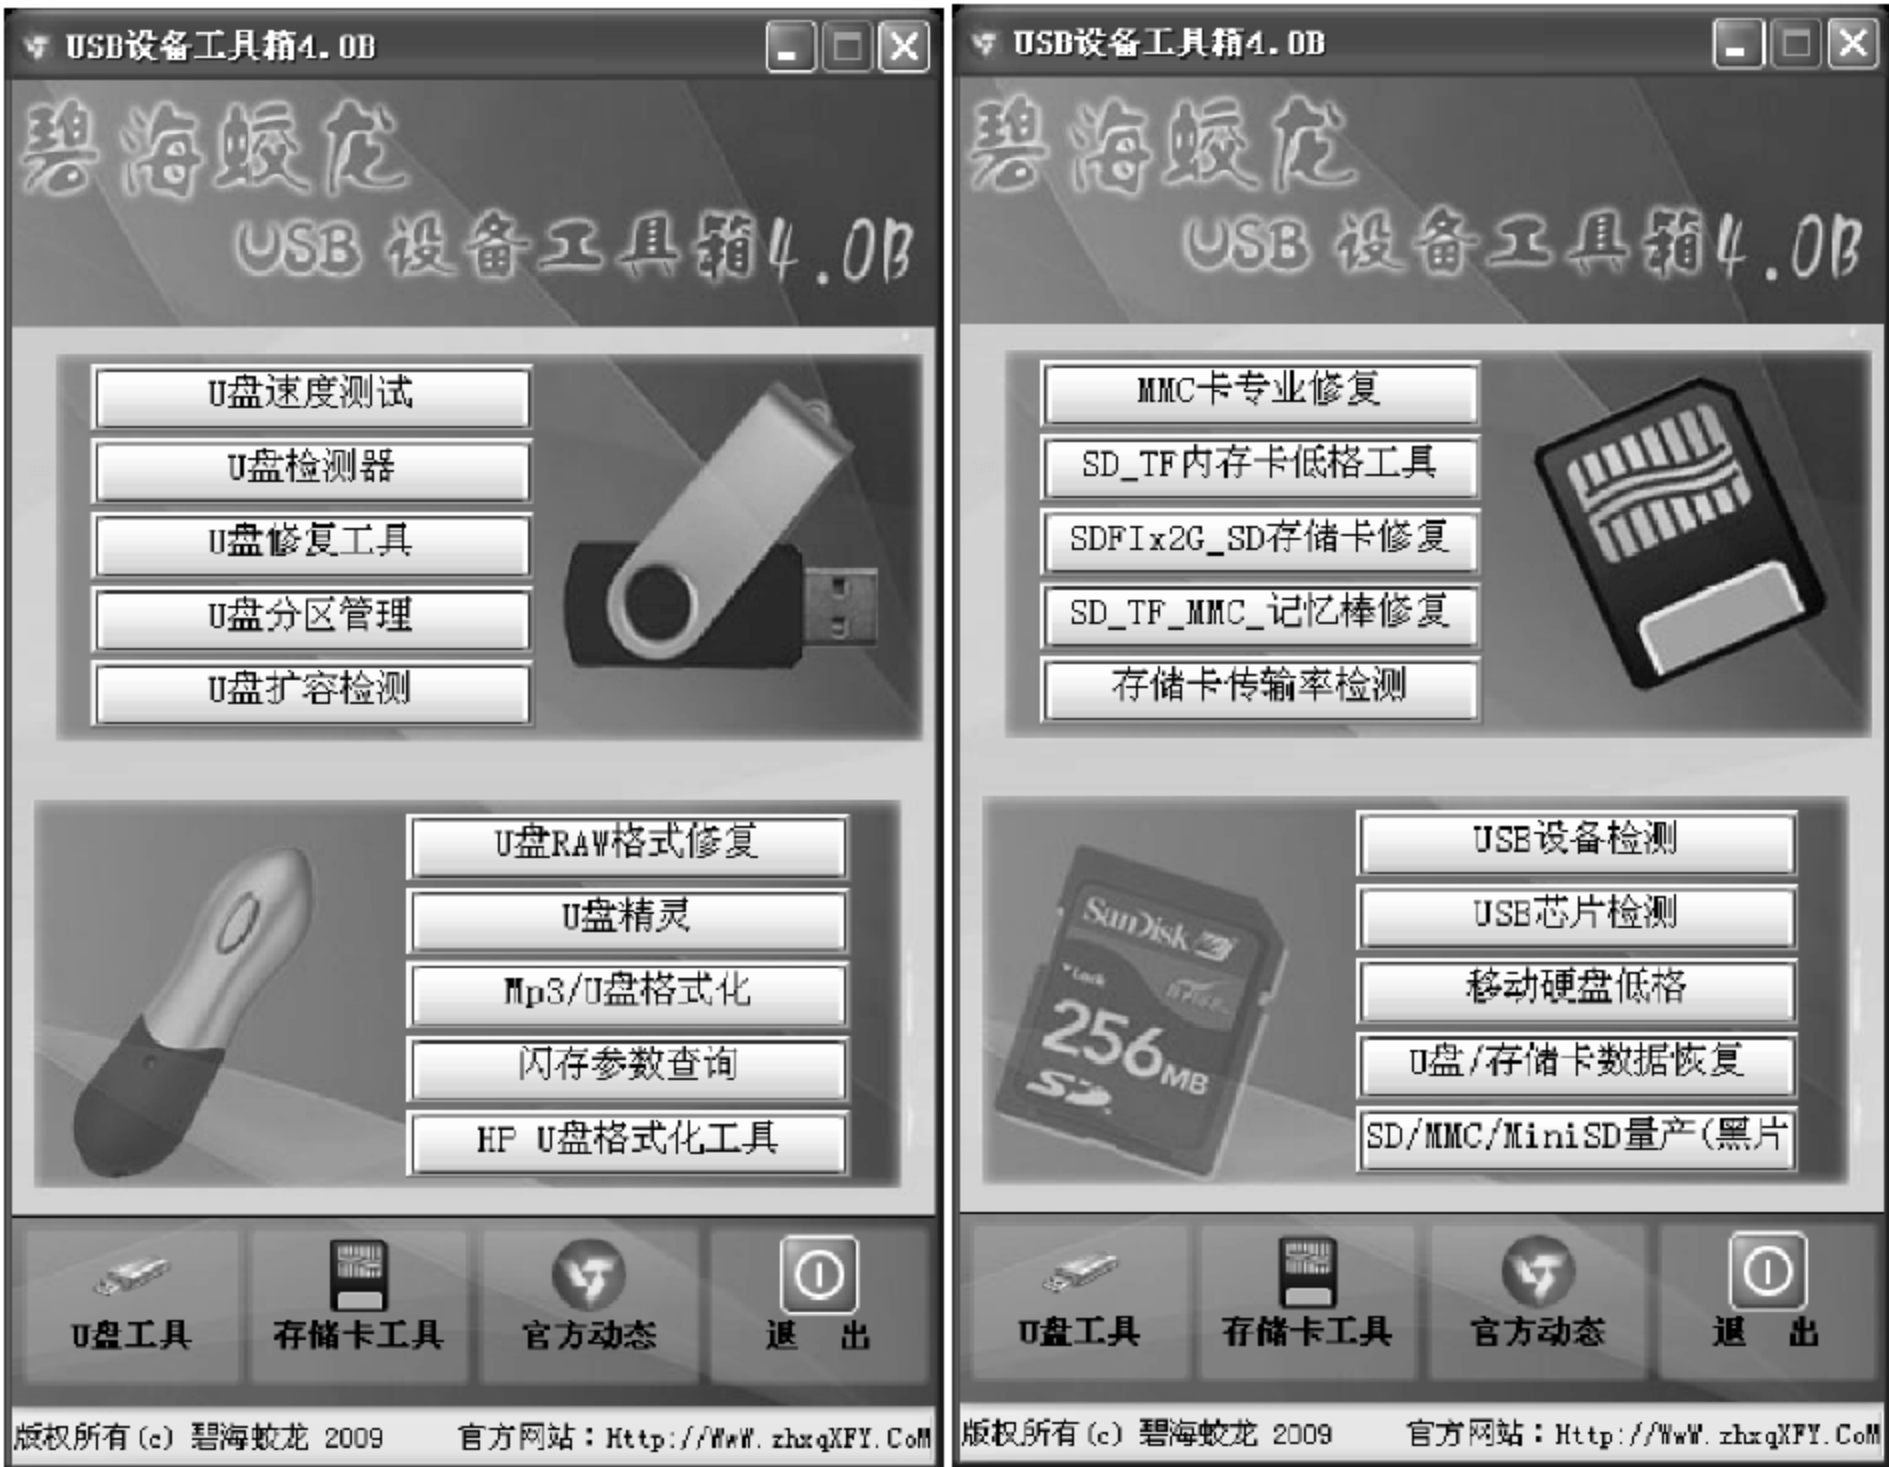 USB设备工具箱4.0B
碧海蛟龙
USB 设备工具箱4.0B
U盘速度测试
U盘检测器
U盘修复工具
U盘分区管理
U盘扩容检测
U盘RAW格式修复
U盘精灵
Mp3/U盘格式化
闪存参数查询
HP U盘格式化工具
U盘工具
存储卡工具
官方动态
退 出
版权所有(c) 碧海蛟龙 2009 官方网站：Http://WwW.zhxqXFY.CoM
USB设备工具箱4.0B
碧海蛟龙
USB 设备工具箱4.0B
MMC卡专业修复
SD_TF内存卡低格工具
SDFIx2G_SD存储卡修复
SD_TF_MMC_记忆棒修复
存储卡传输率检测
SanDisk
Lock
256MB
SD
USB设备检测
USB芯片检测
移动硬盘低格
U盘/存储卡数据恢复
SD/MMC/MiniSD量产(黑片
U盘工具
存储卡工具
官方动态
退 出
版权所有(c) 碧海蛟龙 2009 官方网站：Http://WwW.zhxqXFY.CoM